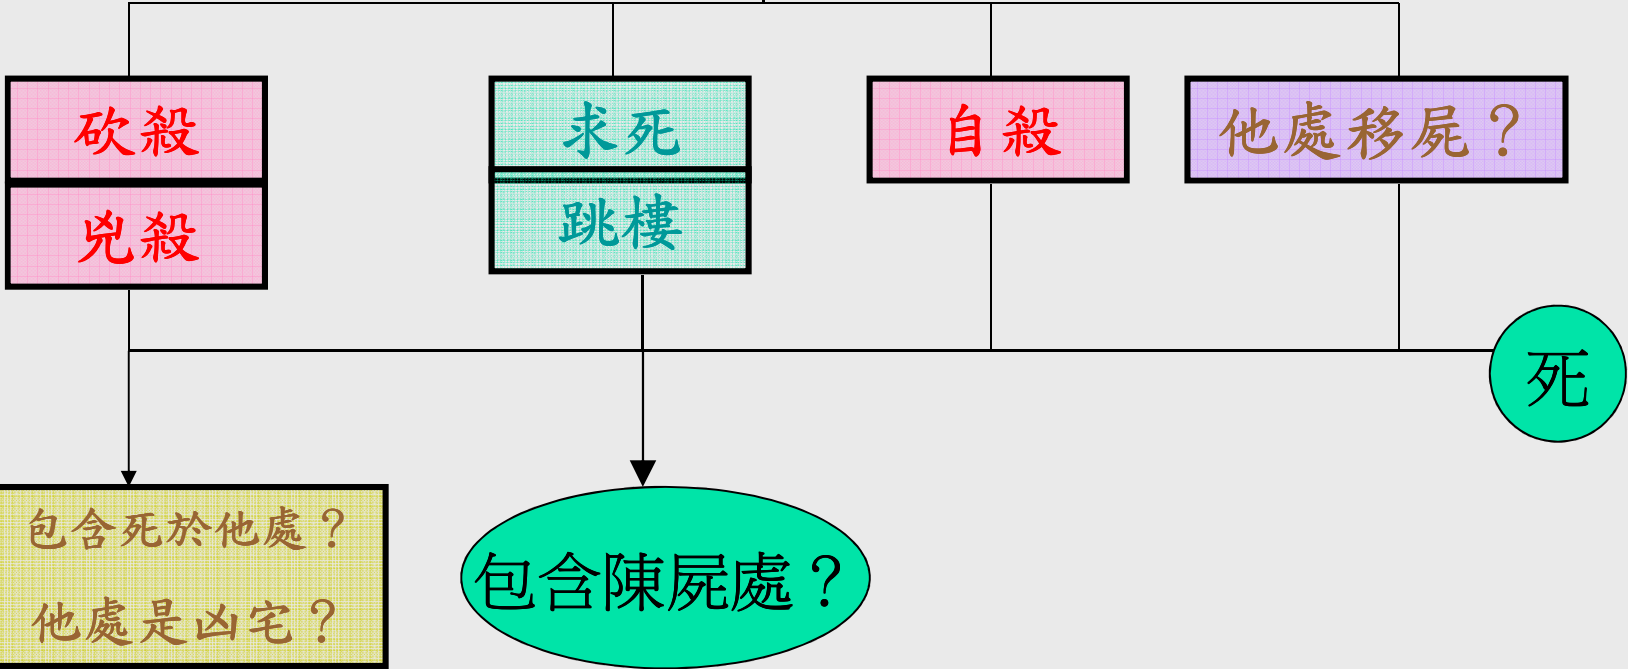 砍殺
兇殺
求死
跳樓
自殺
他處移屍？
死
包含死於他處？
他處是凶宅？
包含陳屍處？